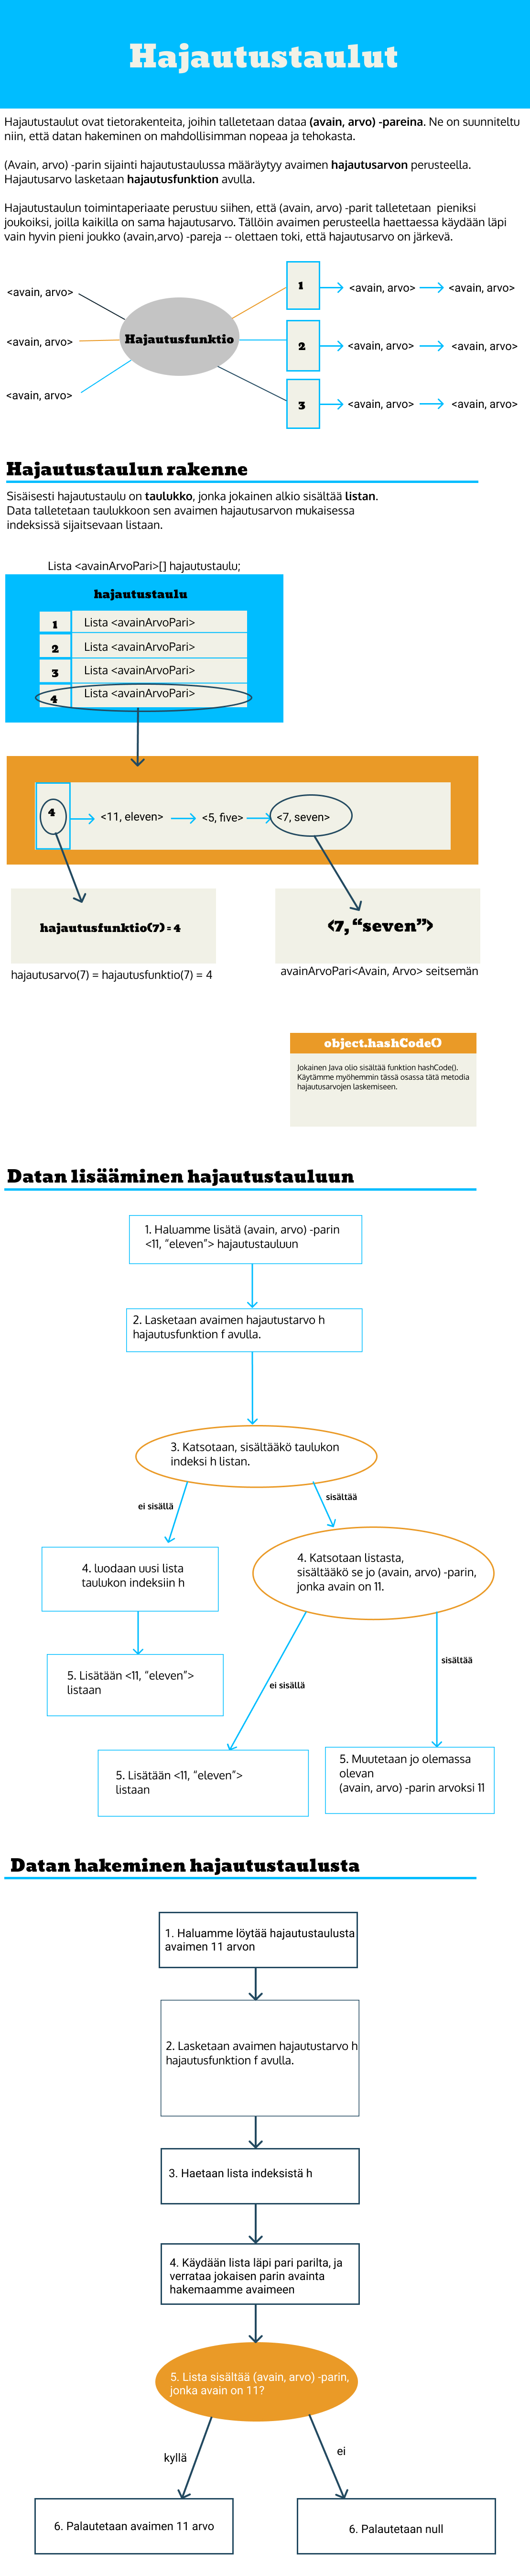 Hajautustaulut
Hajautustaulut ovat tietorakenteita, joihin talletetaan dataa (avain, arvo) -pareina. Ne on suunniteltu
niin, että datan hakeminen on mahdollisimman nopeaa ja tehokasta.
(Avain, arvo) -parin sijainti hajautustaulussa määräytyy avaimen hajautusarvon perusteella.
Hajautusarvo lasketaan hajautusfunktion avulla.
Hajautustaulun toimintaperiaate perustuu siihen, että (avain, arvo) -parit talletetaan pieniksi
joukoiksi, joilla kaikilla on sama hajautusarvo. Tällöin avaimen perusteella haettaessa käydään läpi
vain hyvin pieni joukko (avain,arvo) -pareja -- olettaen toki, että hajautusarvo on järkevä.
<avain, arvo>
<avain, arvo>
<avain, arvo>
Hajautusfunktio
1
<avain, arvo>
<avain, arvo>
2
<avain, arvo>
<avain, arvo>
3
<avain, arvo>
<avain, arvo>
Hajautustaulun rakenne
Sisäisesti hajautustaulu on taulukko, jonka jokainen alkio sisältää listan.
Data talletetaan taulukkoon sen avaimen hajautusarvon mukaisessa
indeksissä sijaitsevaan listaan.
Lista <avainArvoPari>[] hajautustaulu;
hajautustaulu
1 Lista <avainArvoPari>
2 Lista <avainArvoPari>
3 Lista <avainArvoPari>
4 Lista <avainArvoPari>
4
<11, eleven>
<5, five>
<7, seven>
hajautusfunktio(7) = 4
<7, “seven”>
hajautusarvo(7) = hajautusfunktio(7) = 4
avainArvoPari<Avain, Arvo> seitsemän
object.hashCode()
Jokainen Java olio sisältää funktion hashCode().
Käytämme myöhemmin tässä osassa tätä metodia
hajautusarvojen laskemiseen.
Datan lisääminen hajautustauluun
1. Haluamme lisätä (avain, arvo) -parin
<11, “eleven”> hajautustauluun
2. Lasketaan avaimen hajautustarvo h
hajautusfunktion f avulla.
3. Katsotaan, sisältääkö taulukon
indeksi h listan.
ei sisällä
sisältää
4. luodaan uusi lista
taulukon indeksiin h
4. Katsotaan listasta,
sisältääkö se jo (avain, arvo) -parin,
jonka avain on 11.
5. Lisätään <11, “eleven”>
listaan
ei sisällä
sisältää
5. Lisätään <11, “eleven”>
listaan
5. Muutetaan jo olemassa
olevan
(avain, arvo) -parin arvoksi 11
Datan hakeminen hajautustaulusta
1. Haluamme löytää hajautustaulusta
avaimen 11 arvon
2. Lasketaan avaimen hajautustarvo h
hajautusfunktion f avulla.
3. Haetaan lista indeksistä h
4. Käydään lista läpi pari parilta, ja
verrataa jokaisen parin avainta
hakemaamme avaimeen
5. Lista sisältää (avain, arvo) -parin,
jonka avain on 11?
kyllä
ei
6. Palautetaan avaimen 11 arvo
6. Palautetaan null